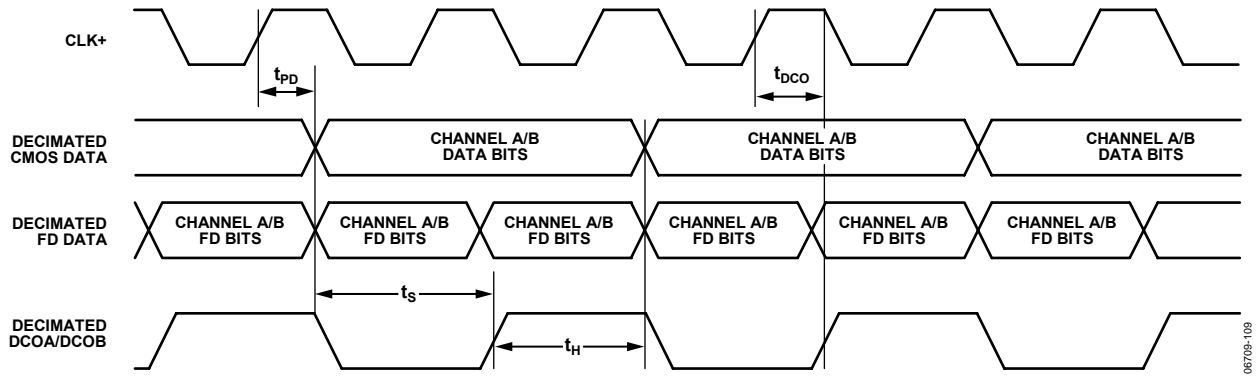 CLK+
tPD
tDCO
DECIMATED
CMOS DATA
CHANNEL A/B
DATA BITS
CHANNEL A/B
DATA BITS
CHANNEL A/B
DATA BITS
DECIMATED
FD DATA
CHANNEL A/B
FD BITS
CHANNEL A/B
FD BITS
CHANNEL A/B
FD BITS
CHANNEL A/B
FD BITS
CHANNEL A/B
FD BITS
CHANNEL A/B
FD BITS
tS
DECIMATED
DCOA/DCOB
tH
06709-109